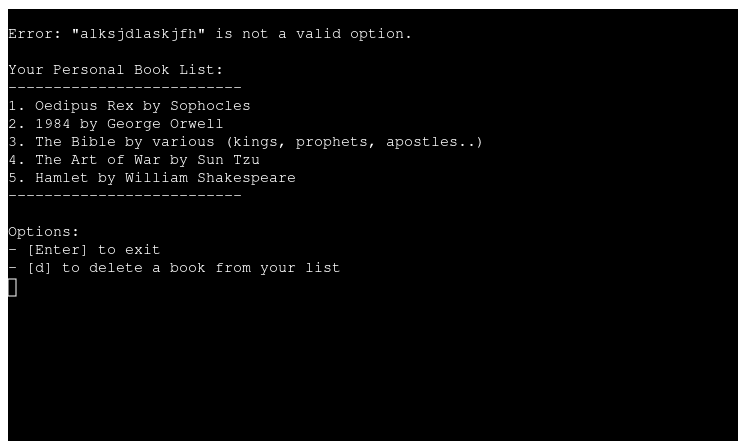 Error: "alksjdlaskjfh" is not a valid option.
Your Personal Book List:
--------------------------
1. Oedipus Rex by Sophocles
2. 1984 by George Orwell
3. The Bible by various (kings, prophets, apostles..)
4. The Art of War by Sun Tzu
5. Hamlet by William Shakespeare
--------------------------
Options:
- [Enter] to exit
- [d] to delete a book from your list